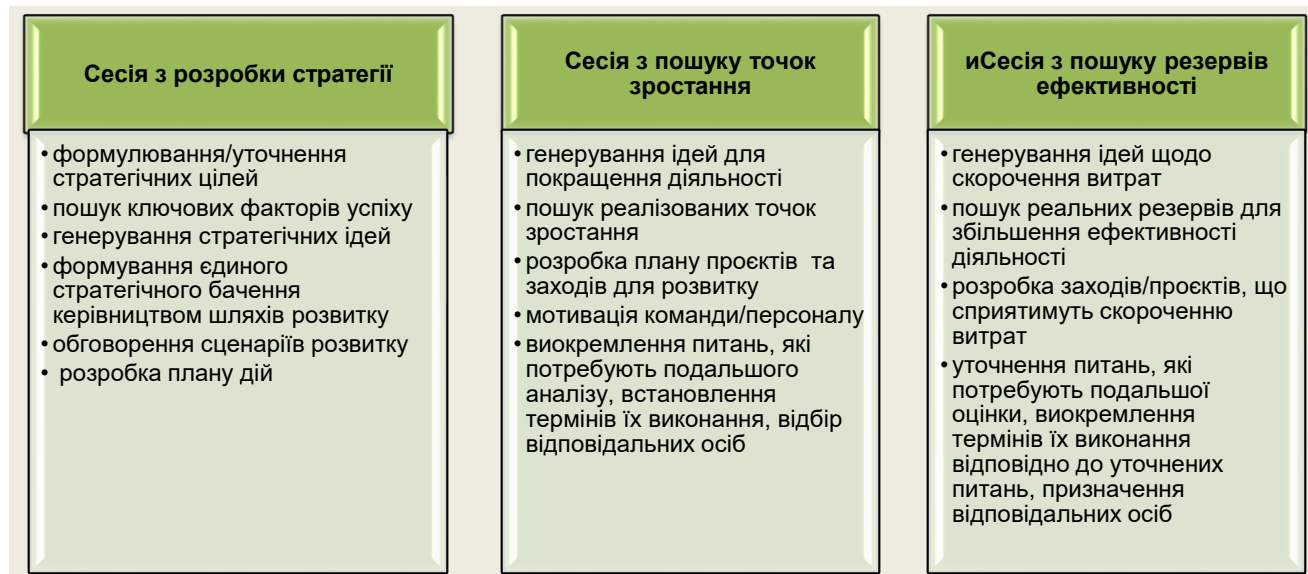 Сесія з розробки стратегії
• формулювання/уточнення
стратегічних цілей
• пошук ключових факторів успіху
• генерування стратегічних ідей
• формування єдиного
стратегічного бачення
керівництвом шляхів розвитку
• обговорення сценаріїв розвитку
• розробка плану дій
Сесія з пошуку точок
зростання
• генерування ідей для
покращення діяльності
• пошук реалізованих точок
зростання
• розробка плану проєктів та
заходів для розвитку
• мотивація команди/персоналу
• виокремлення питань, які
потребують подальшого
аналізу, встановлення
термінів їх виконання, відбір
відповідальних осіб
иСесія з пошуку резервів
ефективності
• генерування ідей щодо
скорочення витрат
• пошук реальних резервів для
збільшення ефективності
діяльності
• розробка заходів/проєктів, що
сприятимуть скороченню
витрат
• уточнення питань, які
потребують подальшої
оцінки, виокремлення
термінів їх виконання
відповідно до уточнених
питань, призначення
відповідальних осіб